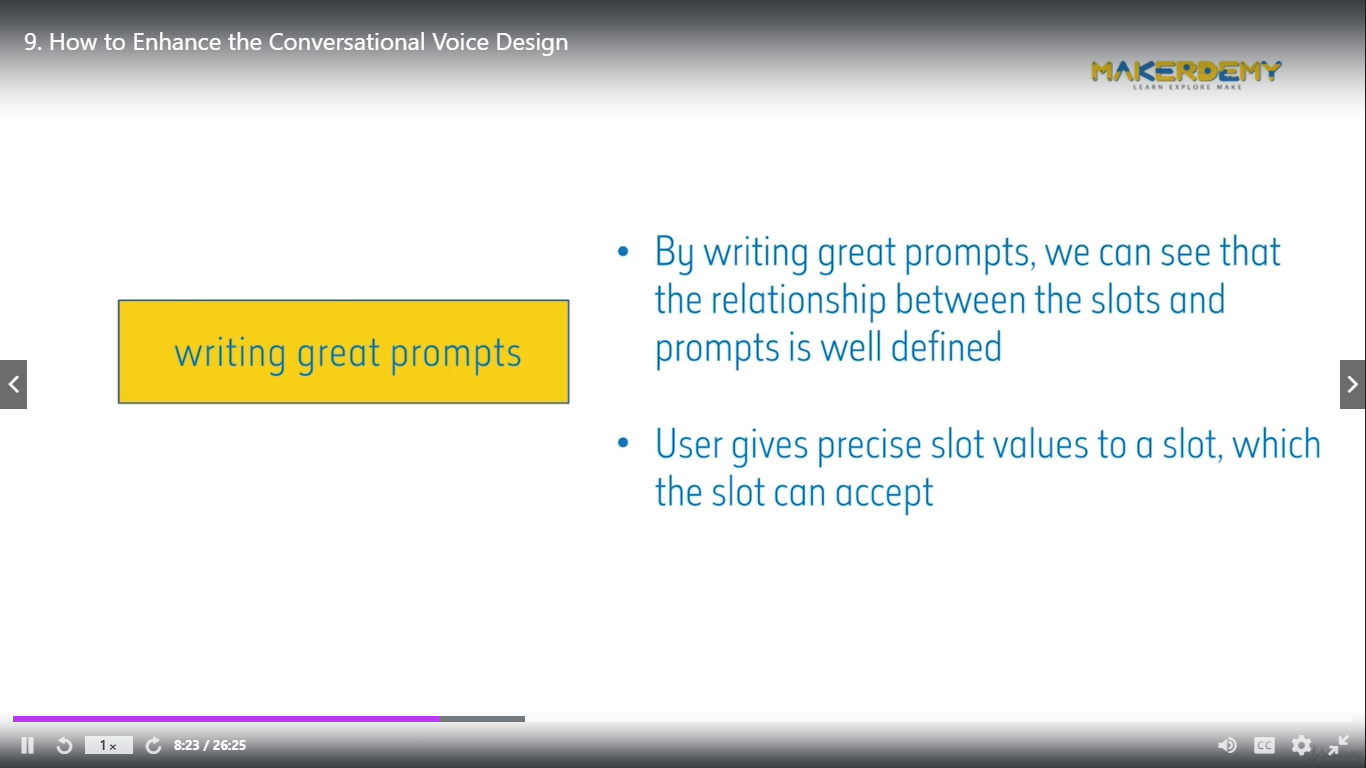 9. How to Enhance the Conversational Voice Design
MAKERDEMY
LEARN EXPLORE MAKE
writing great prompts
• By writing great prompts, we can see that
the relationship between the slots and
prompts is well defined
• User gives precise slot values to a slot, which
the slot can accept
1×
8:23 / 26:25
CC